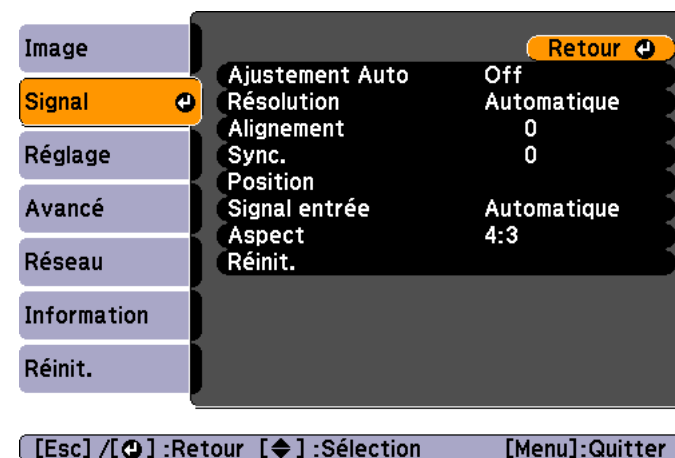 Image
Signal
Réglage
Avancé
Réseau
Information
Réinit.
Retour
Ajustement Auto Off
Résolution Automatique
Alignement 0
Sync. 0
Position
Signal entrée Automatique
Aspect 4:3
Réinit.
[Esc] /[⏎] :Retour [◆] :Sélection [Menu]:Quitter